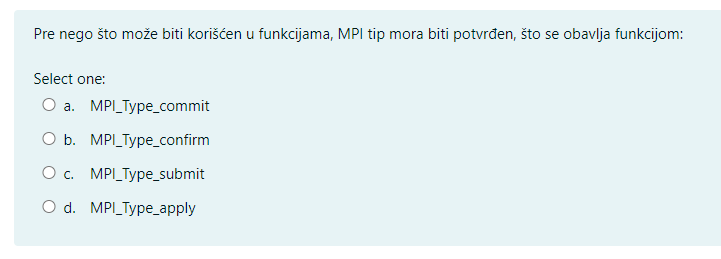 Pre nego što može biti korišćen u funkcijama, MPI tip mora biti potvrđen, što se obavlja funkcijom:
Select one:
a. MPI_Type_commit
b. MPI_Type_confirm
c. MPI_Type_submit
d. MPI_Type_apply